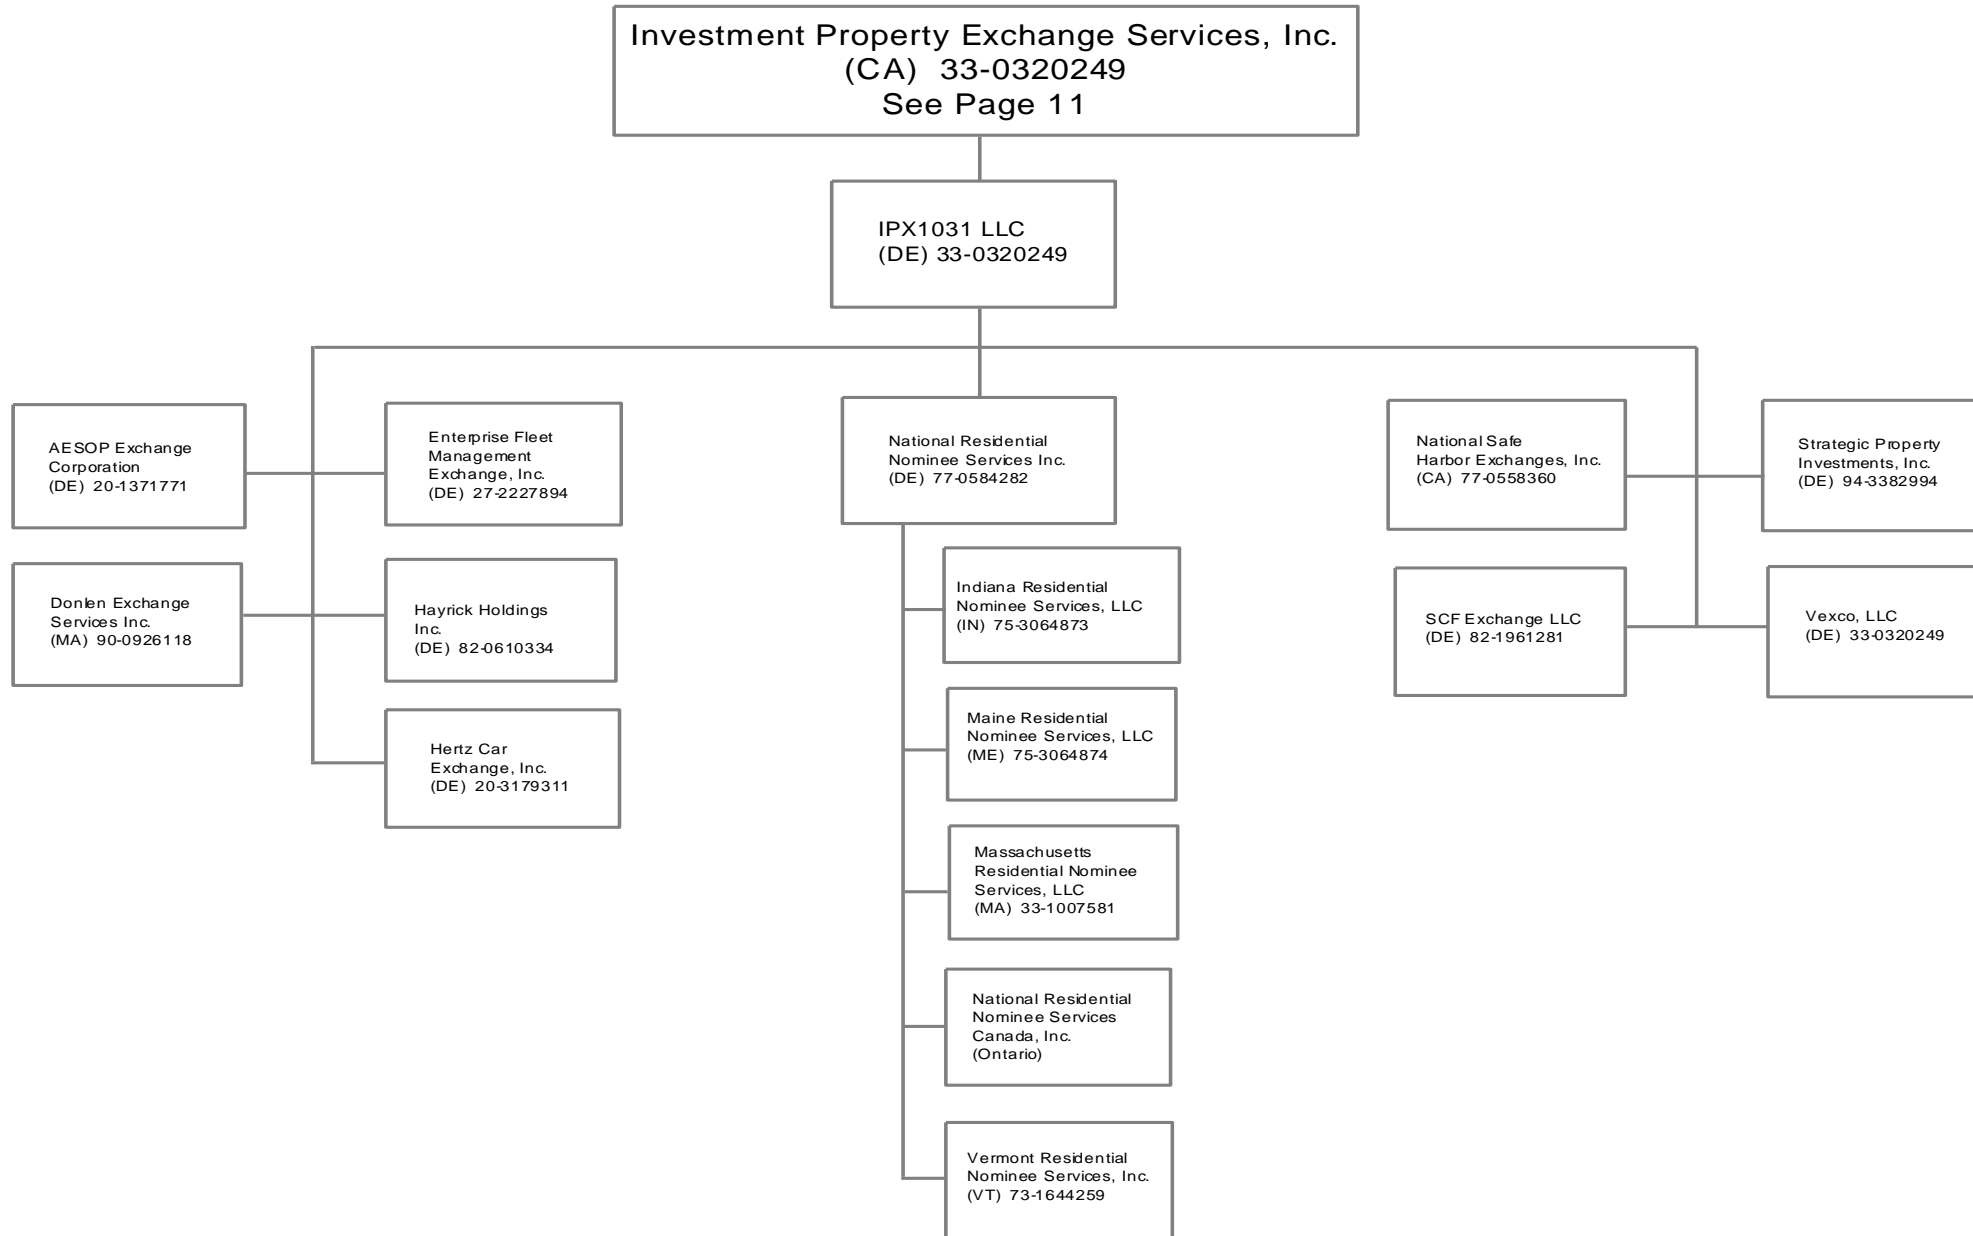 Investment Property Exchange Services, Inc.
(CA) 33-0320249
See Page 11
IPX1031 LLC
(DE) 33-0320249
AESOP Exchange
Corporation
(DE) 20-1371771
Enterprise Fleet
Management
Exchange, Inc.
(DE) 27-2227894
National Residential
Nominee Services Inc.
(DE) 77-0584282
National Safe
Harbor Exchanges, Inc.
(CA) 77-0558360
Strategic Property
Investments, Inc.
(DE) 94-3382994
Donlen Exchange
Services Inc.
(MA) 90-0926118
Hayrick Holdings
Inc.
(DE) 82-0610334
Indiana Residential
Nominee Services, LLC
(IN) 75-3064873
SCF Exchange LLC
(DE) 82-1961281
Vexco, LLC
(DE) 33-0320249
Hertz Car
Exchange, Inc.
(DE) 20-3179311
Maine Residential
Nominee Services, LLC
(ME) 75-3064874
Massachusetts
Residential Nominee
Services, LLC
(MA) 33-1007581
National Residential
Nominee Services
Canada, Inc.
(Ontario)
Vermont Residential
Nominee Services, Inc.
(VT) 73-1644259